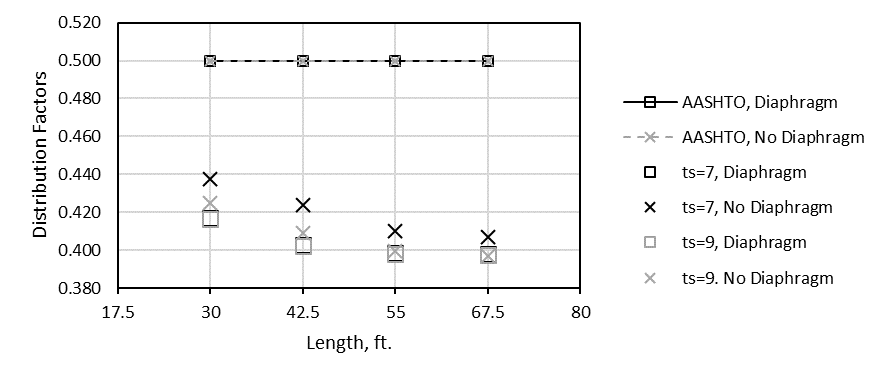 0.520
0.500
0.480
0.460
0.440
0.420
0.400
0.380
Distribution Factors
17.5 30 42.5 55 67.5 80
Length, ft.
AASHTO, Diaphragm
AASHTO, No Diaphragm
ts=7, Diaphragm
ts=7, No Diaphragm
ts=9, Diaphragm
ts=9. No Diaphragm